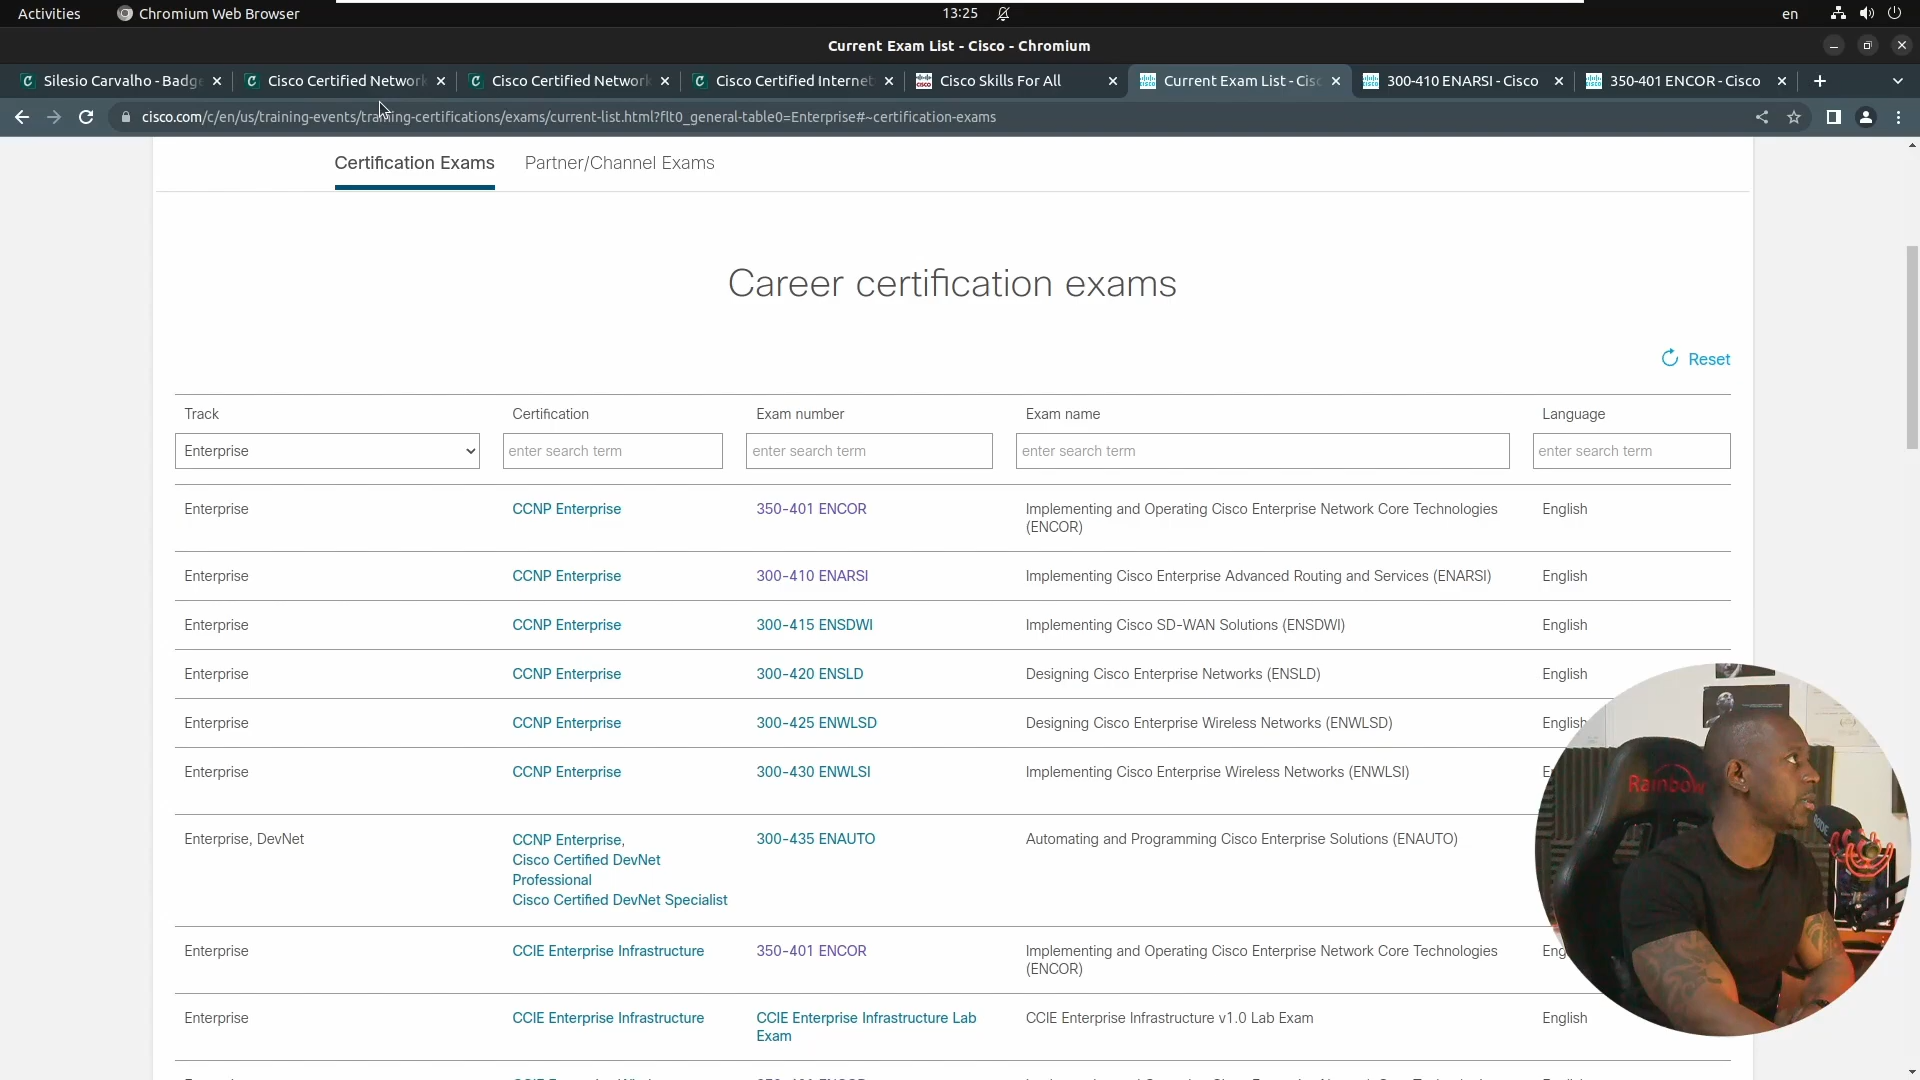 Activities
Chromium Web Browser
13:25
en
Current Exam List - Cisco - Chromium
Silesio Carvalho - Badge
Cisco Certified Network
Cisco Certified Network
Cisco Certified Internet
Cisco Skills For All
Current Exam List - Cisc
300-410 ENARSI - Cisco
350-401 ENCOR - Cisco
cisco.com/c/en/us/training-events/training-certifications/exams/current-list.html?flt0_general-table0=Enterprise#~certification-exams
Certification Exams
Partner/Channel Exams
Career certification exams
Reset
Track
Certification
Exam number
Exam name
Language
Enterprise
enter search term
enter search term
enter search term
enter search term
Enterprise
CCNP Enterprise
350-401 ENCOR
Implementing and Operating Cisco Enterprise Network Core Technologies
(ENCOR)
English
Enterprise
CCNP Enterprise
300-410 ENARSI
Implementing Cisco Enterprise Advanced Routing and Services (ENARSI)
English
Enterprise
CCNP Enterprise
300-415 ENSDWI
Implementing Cisco SD-WAN Solutions (ENSDWI)
English
Enterprise
CCNP Enterprise
300-420 ENSLD
Designing Cisco Enterprise Networks (ENSLD)
English
Enterprise
CCNP Enterprise
300-425 ENWLSD
Designing Cisco Enterprise Wireless Networks (ENWLSD)
English
Enterprise
CCNP Enterprise
300-430 ENWLSI
Implementing Cisco Enterprise Wireless Networks (ENWLSI)
Enterprise, DevNet
CCNP Enterprise,
Cisco Certified DevNet
Professional
Cisco Certified DevNet Specialist
300-435 ENAUTO
Automating and Programming Cisco Enterprise Solutions (ENAUTO)
Enterprise
CCIE Enterprise Infrastructure
350-401 ENCOR
Implementing and Operating Cisco Enterprise Network Core Technologies
(ENCOR)
Eng
Enterprise
CCIE Enterprise Infrastructure
CCIE Enterprise Infrastructure Lab
Exam
CCIE Enterprise Infrastructure v1.0 Lab Exam
English
Rainbow
RØDE